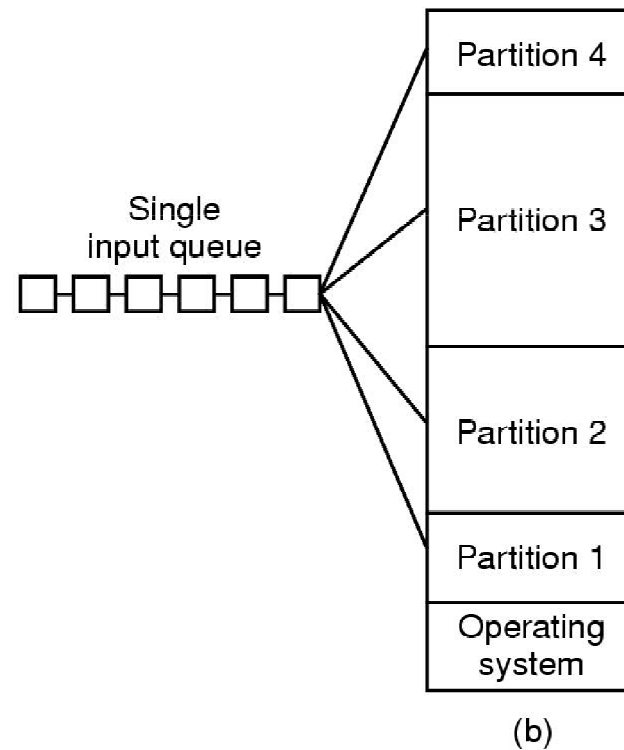 Single
input queue
Partition 4
Partition 3
Partition 2
Partition 1
Operating
system
(b)